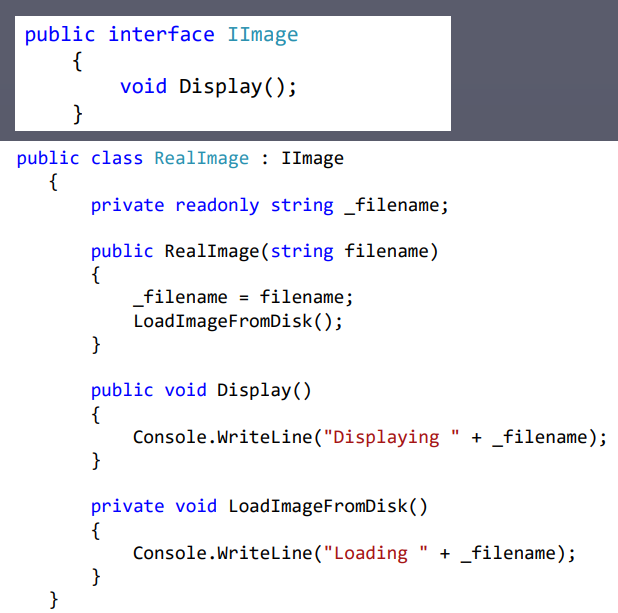 public interface IImage
{
void Display();
}
public class RealImage : IImage
{
private readonly string _filename;
public RealImage(string filename)
{
_filename = filename;
LoadImageFromDisk();
}
public void Display()
{
Console.WriteLine("Displaying " + _filename);
}
private void LoadImageFromDisk()
{
Console.WriteLine("Loading " + _filename);
}
}